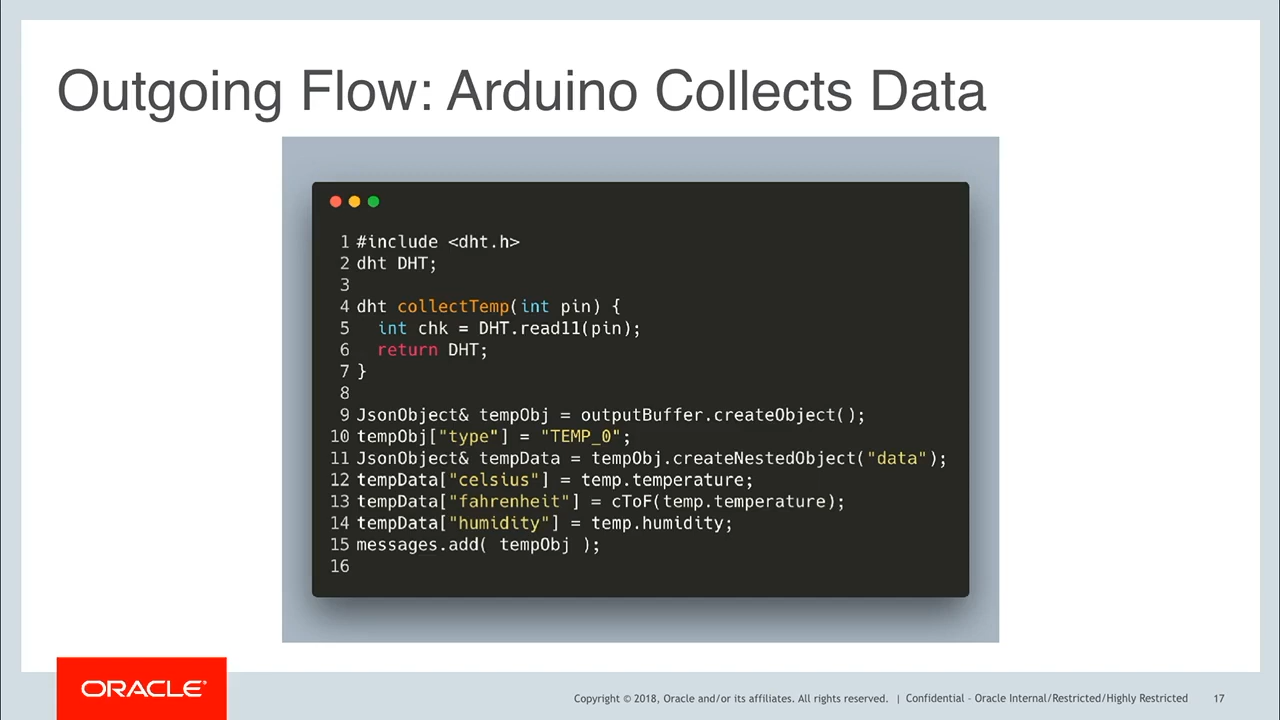 Outgoing Flow: Arduino Collects Data
1 #include <dht.h>
2 dht DHT;
3
4 dht collectTemp(int pin) {
5   int chk = DHT.read11(pin);
6   return DHT;
7 }
8
9 JsonObject& tempObj = outputBuffer.createObject();
10 tempObj["type"] = "TEMP_0";
11 JsonObject& tempData = tempObj.createNestedObject("data");
12 tempData["celsius"] = temp.temperature;
13 tempData["fahrenheit"] = cToF(temp.temperature);
14 tempData["humidity"] = temp.humidity;
15 messages.add( tempObj );
16
ORACLE®
Copyright © 2018, Oracle and/or its affiliates. All rights reserved. | Confidential – Oracle Internal/Restricted/Highly Restricted 17